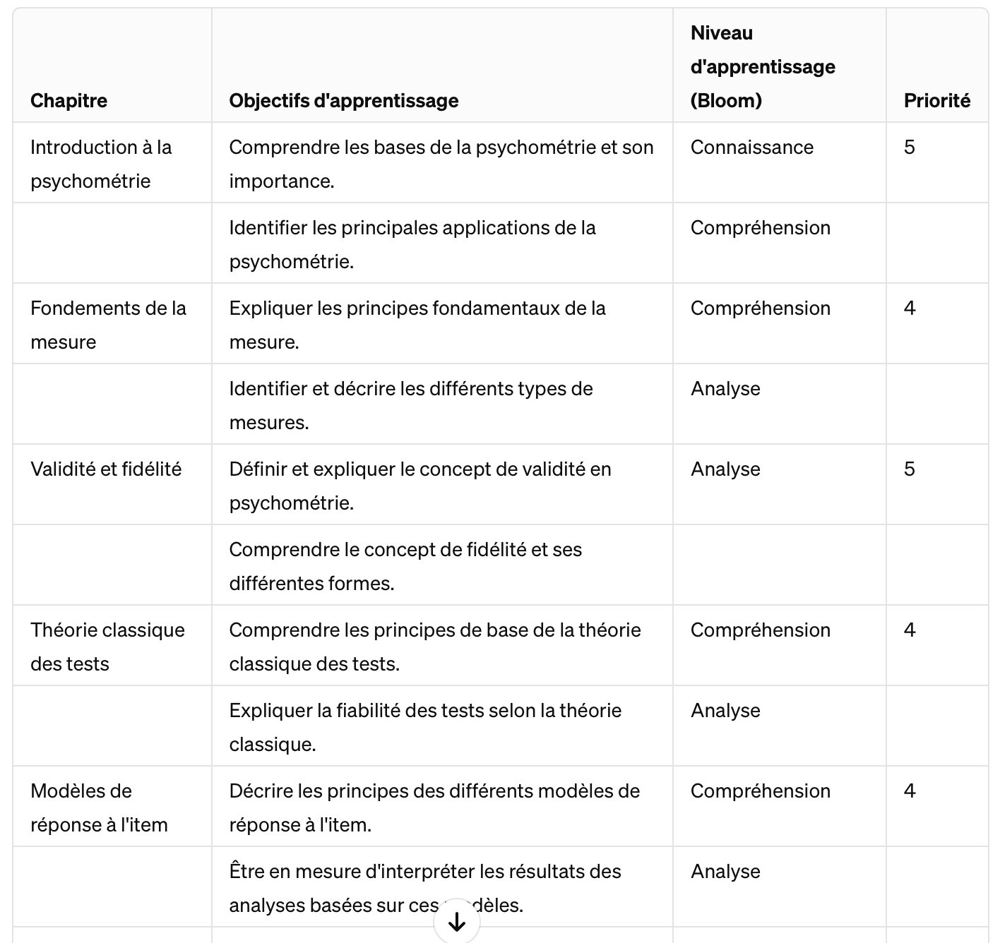 Niveau
d'apprentissage
Chapitre Objectifs d'apprentissage (Bloom) Priorité
Introduction à la Comprendre les bases de la psychométrie et son Connaissance 5
psychométrie importance.
Identifier les principales applications de la Compréhension
psychométrie.
Fondements de la Expliquer les principes fondamentaux de la Compréhension 4
mesure mesure.
Identifier et décrire les différents types de Analyse
mesures.
Validité et fidélité Définir et expliquer le concept de validité en Analyse 5
psychométrie.
Comprendre le concept de fidélité et ses
différentes formes.
Théorie classique Comprendre les principes de base de la théorie Compréhension 4
des tests classique des tests.
Expliquer la fiabilité des tests selon la théorie Analyse
classique.
Modèles de Décrire les principes des différents modèles de Compréhension 4
réponse à l'item réponse à l'item.
Être en mesure d'interpréter les résultats des Analyse
analyses basées sur ces